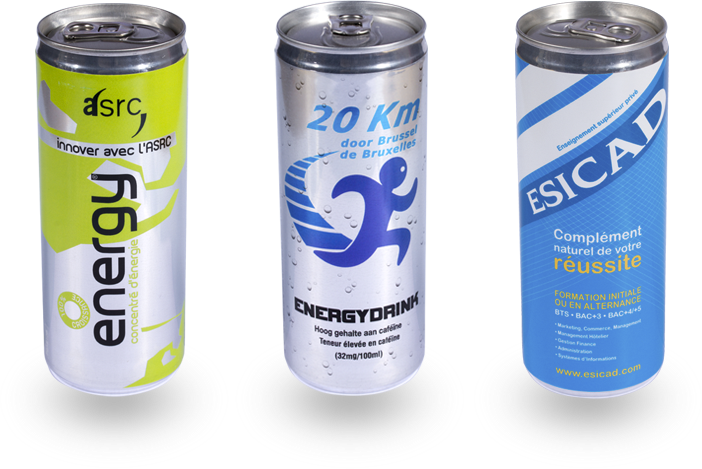 asrc
innover avec l'ASRC
energy
concentré d'énergie
20 Km
door Brussel
de Bruxelles
ENERGYDRINK
Hoog gehalte aan cafeïne
Teneur élevée en caféine
(32mg/100ml)
Enseignement supérieur privé
ESICAD
Complément
naturel de votre
réussite
FORMATION INITIALE
OU EN ALTERNANCE
BTS • BAC+3 • BAC+4/+5
• Marketing, Commerce, Management
• Management Hôtelier
• Gestion Finance
• Administration
• Systèmes d'Informations
www.esicad.com